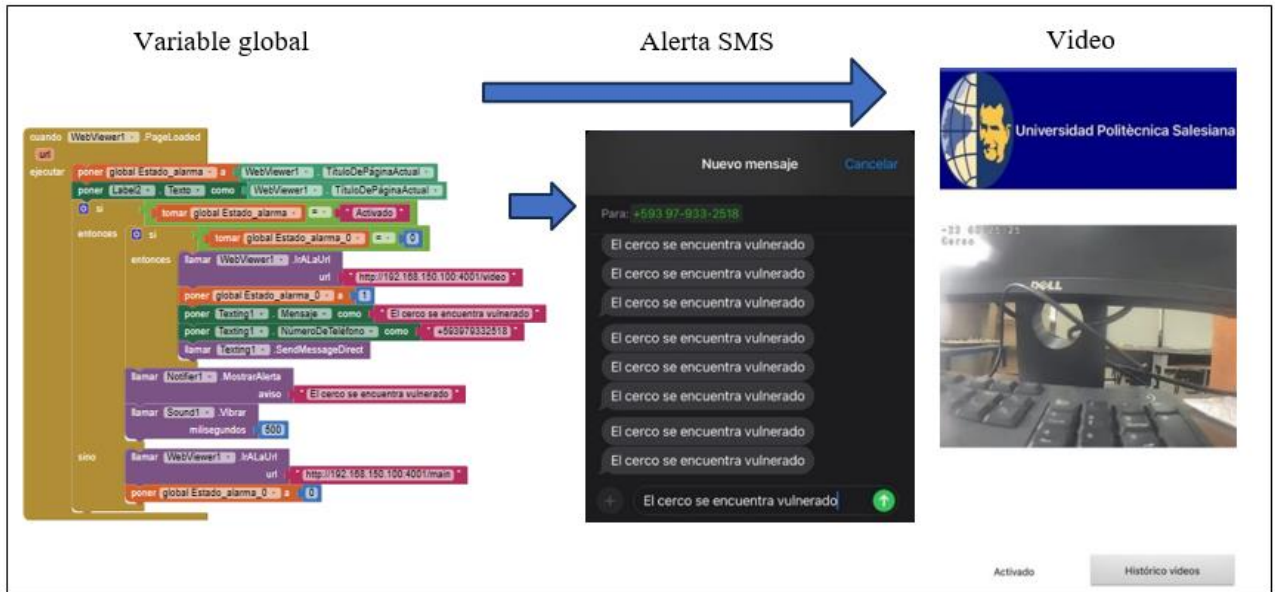 Variable global
Alerta SMS
Video
cuando WebViewer1 .PageLoaded
url
ejecutar poner global Estado_alarma a WebViewer1 . TítuloDePáginaActual
poner Label2 . Texto como WebViewer1 . TítuloDePáginaActual
si tomar global Estado_alarma = " Activado "
entonces si tomar global Estado_alarma_0 = 0
entonces llamar WebViewer1 .IrALaUrl
url " http://192.168.150.100:4001/video "
poner global Estado_alarma_0 a 1
poner Texting1 . Mensaje como " El cerco se encuentra vulnerado "
poner Texting1 . NúmeroDeTeléfono como " +593979332518 "
llamar Texting1 .SendMessageDirect
llamar Notifier1 .MostrarAlerta
aviso " El cerco se encuentra vulnerado "
llamar Sound1 .Vibrar
milisegundos 500
sino llamar WebViewer1 .IrALaUrl
url " http://192.168.150.100:4001/main "
poner global Estado_alarma_0 a 0
Nuevo mensaje Cancelar
Para: +593 97-933-2518
El cerco se encuentra vulnerado
El cerco se encuentra vulnerado
El cerco se encuentra vulnerado
El cerco se encuentra vulnerado
El cerco se encuentra vulnerado
El cerco se encuentra vulnerado
El cerco se encuentra vulnerado
El cerco se encuentra vulnerado
El cerco se encuentra vulnerado
Universidad Politècnica Salesiana
Cerco
DELL
Activado
Histórico videos